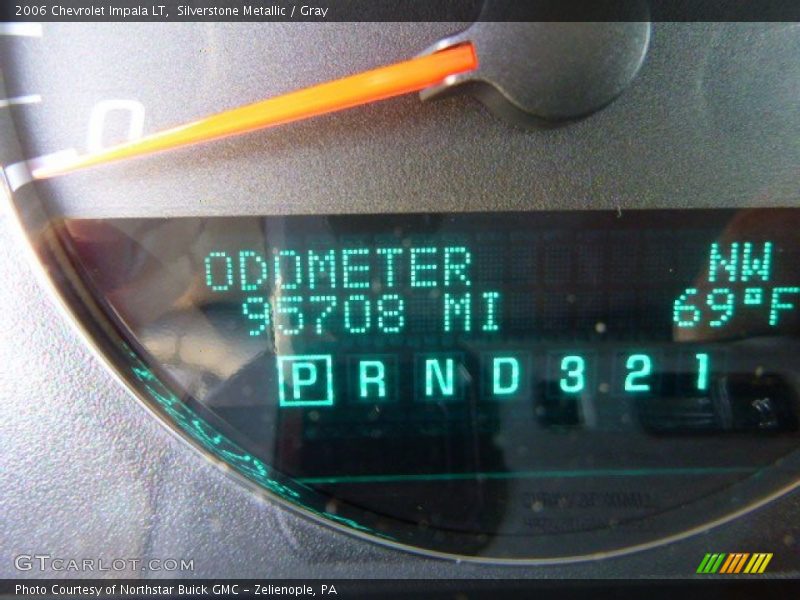 2006 Chevrolet Impala LT, Silverstone Metallic / Gray
0
ODOMETER NW
95708 MI 69°F
P R N D 3 2 1
GTCARLOT.COM
Photo Courtesy of Northstar Buick GMC - Zelienople, PA